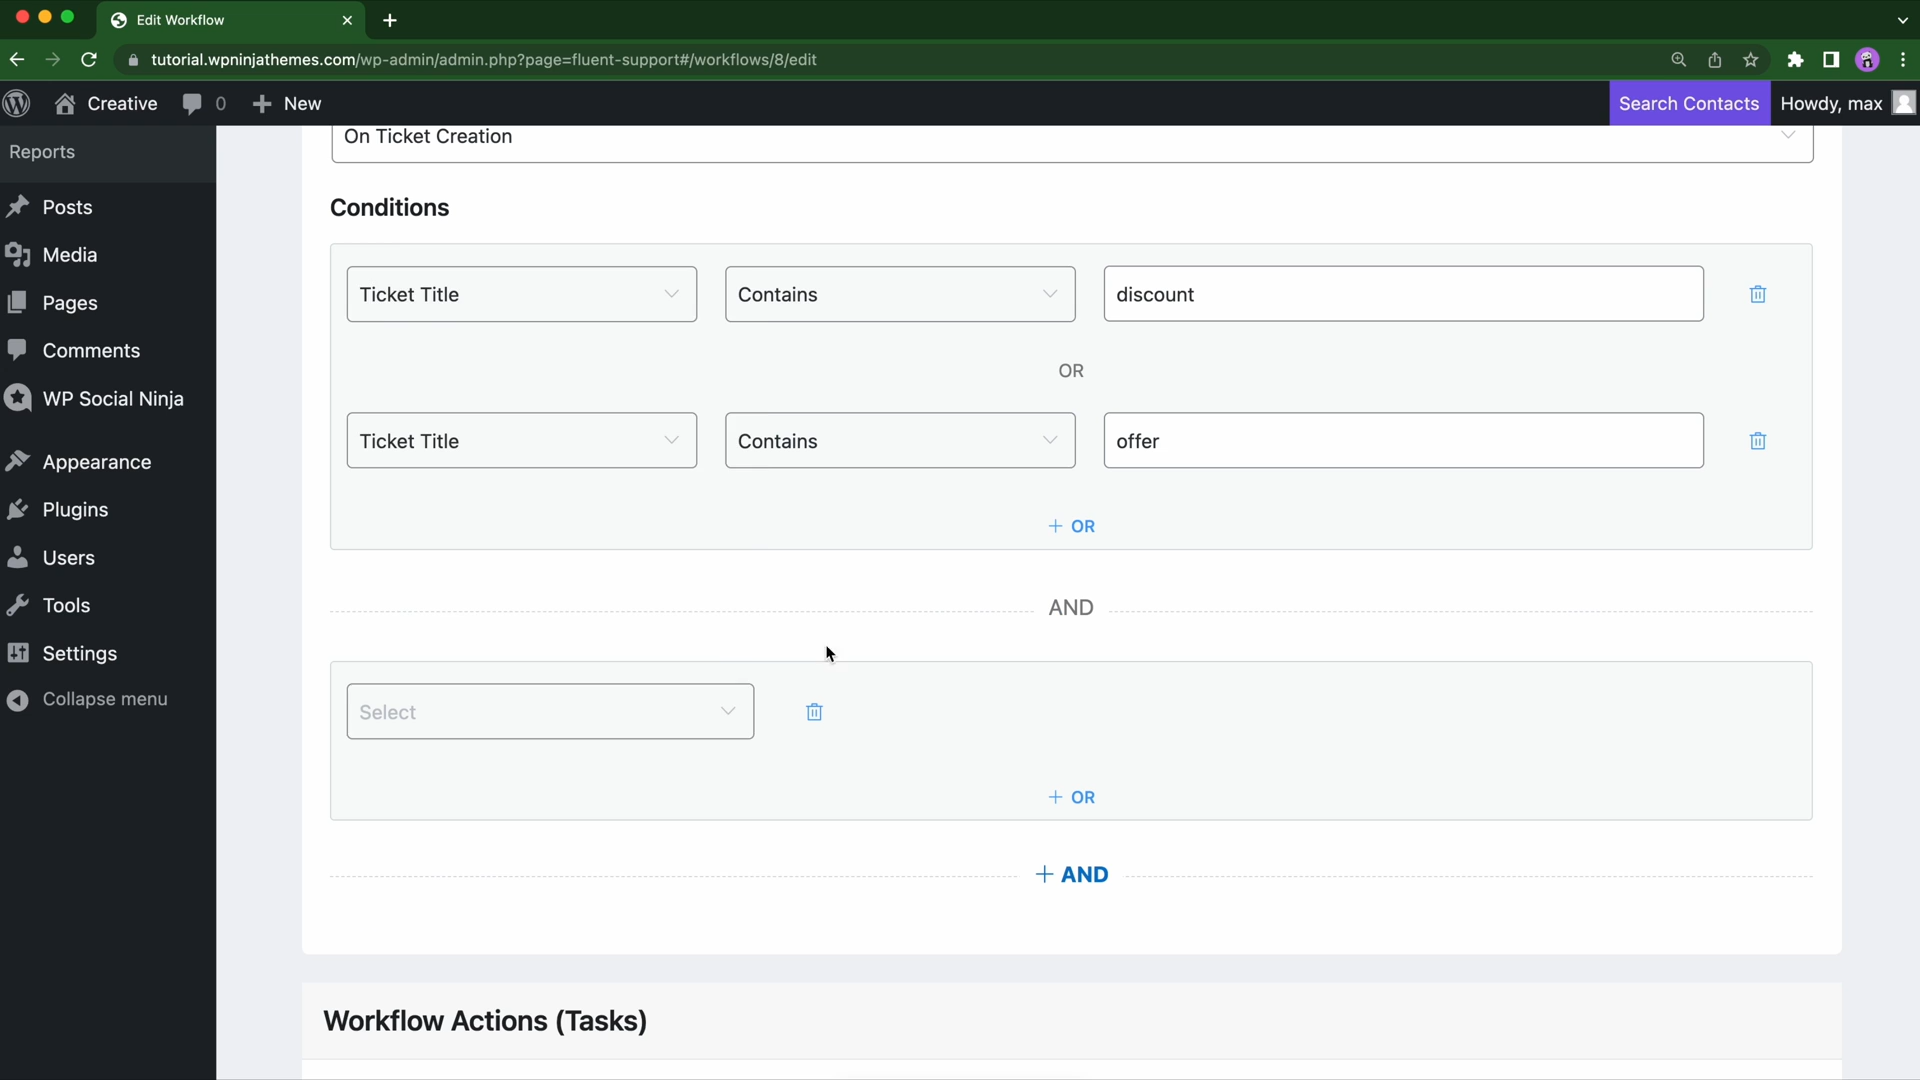 Edit Workflow
tutorial.wpninjathemes.com/wp-admin/admin.php?page=fluent-support#/workflows/8/edit
Creative 0 New Search Contacts Howdy, max
Reports
Posts
Media
Pages
Comments
WP Social Ninja
Appearance
Plugins
Users
Tools
Settings
Collapse menu
On Ticket Creation
Conditions
Ticket Title Contains discount
OR
Ticket Title Contains offer
+ OR
AND
Select
+ OR
+ AND
Workflow Actions (Tasks)